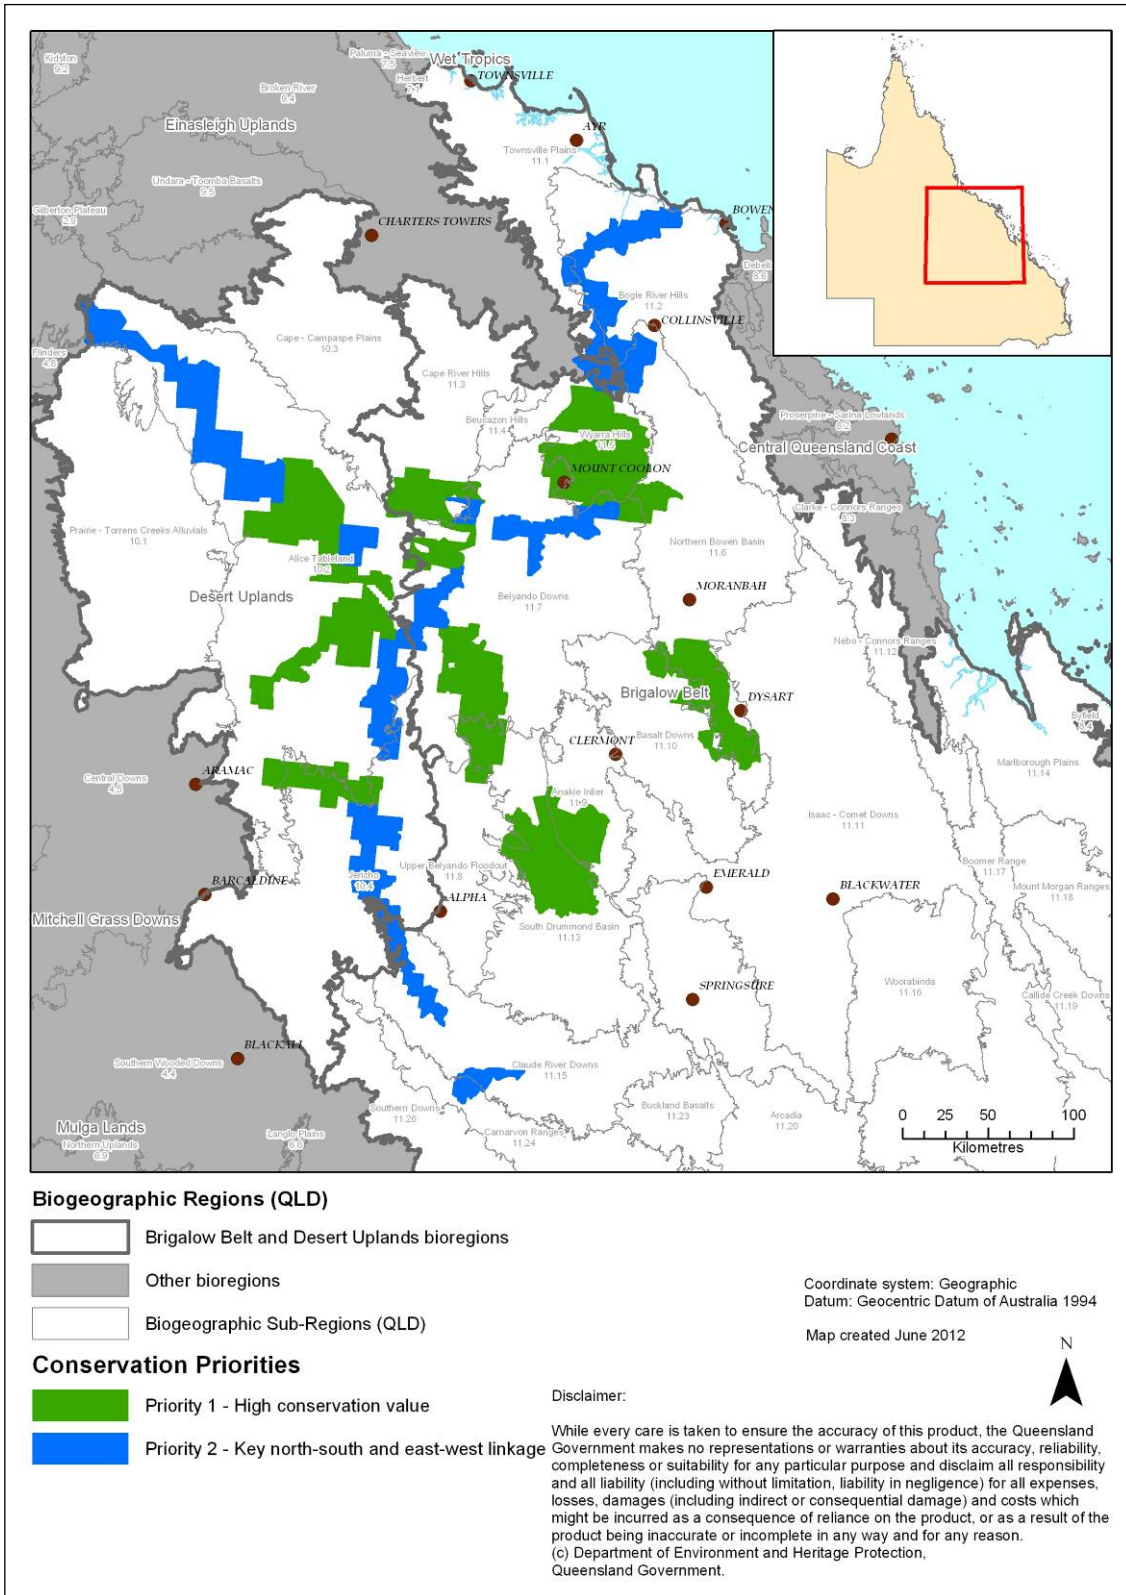 Kidston
9.2
Paluma - Seaview
7.5
Wet Tropics
Herbert
7.1
TOWNSVILLE
Broken River
9.4
Einasleigh Uplands
AYR
Townsville Plains
11.1
Undara - Toomba Basalts
9.5
Gilberton Plateau
2.9
CHARTERS TOWERS
BOWEN
Bogie River Hills
11.2
COLLINSVILLE
Cape - Campaspe Plains
10.3
Flinders
4.6
Cape River Hills
11.3
Beucazon Hills
11.4
Wyarra Hills
11.5
Proserpine - Sarina Lowlands
8.2
Central Queensland Coast
MOUNT COOLON
Clarke - Connors Ranges
8.3
Prairie - Torrens Creeks Alluvials
10.1
Alice Tableland
10.2
Northern Bowen Basin
11.6
Desert Uplands
Belyando Downs
11.7
MORANBAH
Nebo - Connors Ranges
11.12
Brigalow Belt
DYSART
Byfield
8.4
CLERMONT
Basalt Downs
11.10
Marlborough Plains
11.14
ARAMAC
Central Downs
4.5
Anakie Inlier
11.9
Isaac - Comet Downs
11.11
Boomer Range
11.17
Upper Belyando Floodout
11.8
Jericho
10.4
BARCALDINE
ALPHA
EMERALD
BLACKWATER
Mount Morgan Ranges
11.18
Mitchell Grass Downs
South Drummond Basin
11.13
SPRINGSURE
Woorabinda
11.16
Callide Creek Downs
11.19
BLACKALL
Southern Wooded Downs
4.4
Claude River Downs
11.15
Southern Downs
11.26
Buckland Basalts
11.23
Arcadia
11.20
Mulga Lands
Northern Uplands
6.9
Langlo Plains
6.6
Carnarvon Ranges
11.24
0 25 50 100
Kilometres
Biogeographic Regions (QLD)
Brigalow Belt and Desert Uplands bioregions
Other bioregions
Biogeographic Sub-Regions (QLD)
Conservation Priorities
Priority 1 - High conservation value
Priority 2 - Key north-south and east-west linkage
Coordinate system: Geographic
Datum: Geocentric Datum of Australia 1994
Map created June 2012
N
Disclaimer:
While every care is taken to ensure the accuracy of this product, the Queensland
Government makes no representations or warranties about its accuracy, reliability,
completeness or suitability for any particular purpose and disclaim all responsibility
and all liability (including without limitation, liability in negligence) for all expenses,
losses, damages (including indirect or consequential damage) and costs which
might be incurred as a consequence of reliance on the product, or as a result of the
product being inaccurate or incomplete in any way and for any reason.
(c) Department of Environment and Heritage Protection,
Queensland Government.